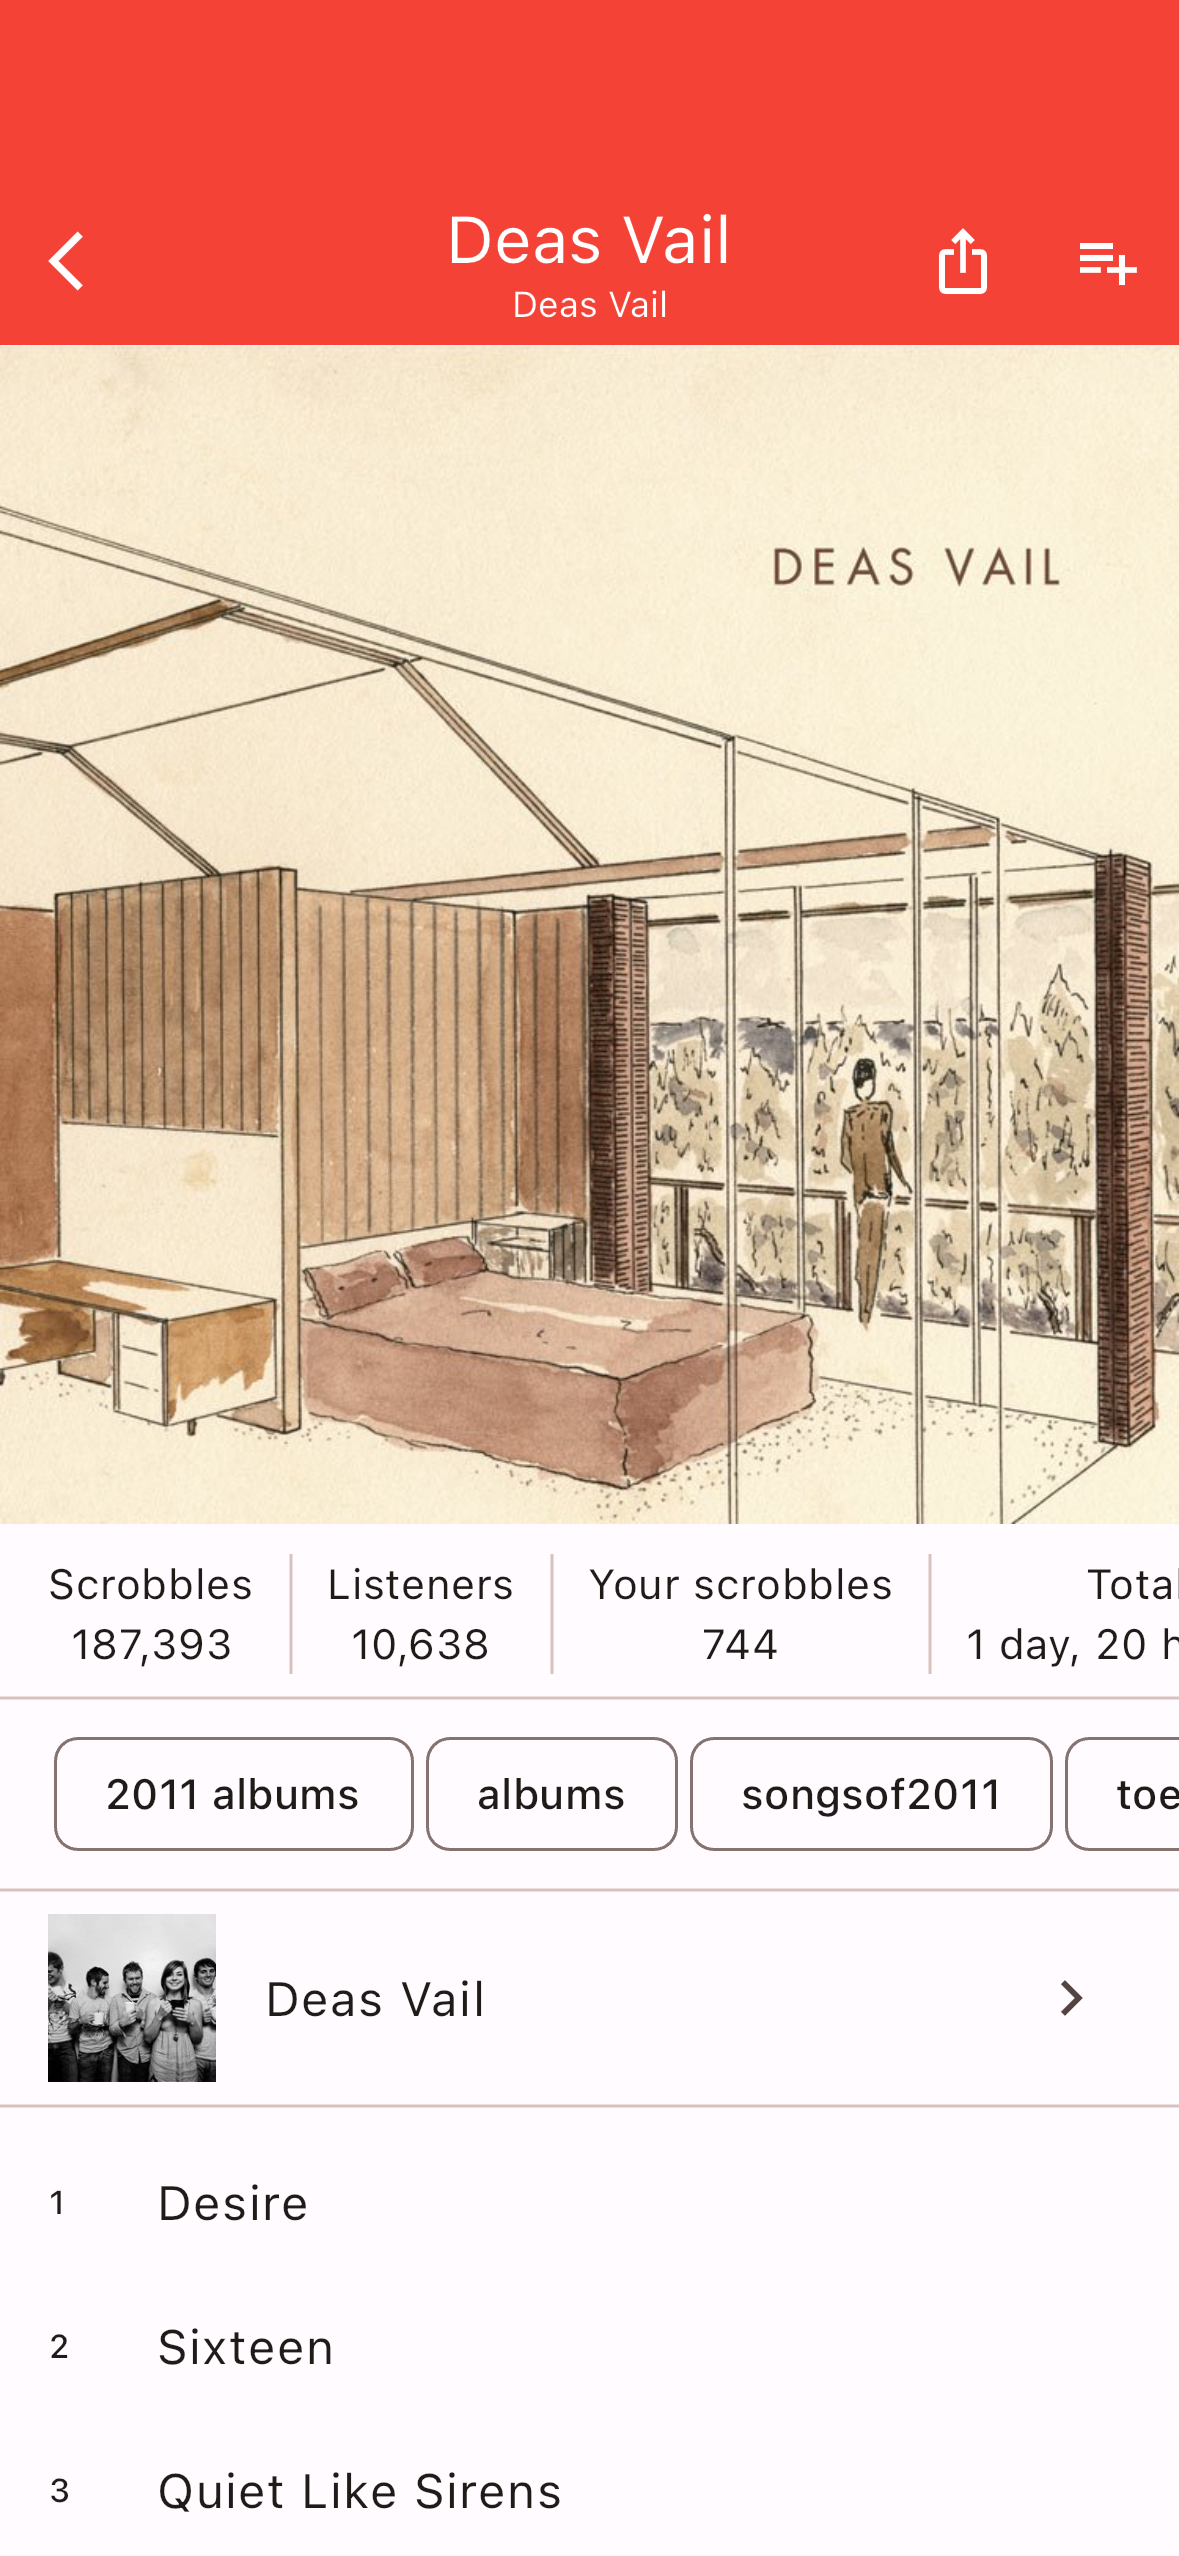 Deas Vail
Deas Vail
DEAS VAIL
Scrobbles
Listeners
Your scrobbles
Total
187,393
10,638
744
1 day, 20 h
2011 albums
albums
songsof2011
toe
Deas Vail
1 Desire
2 Sixteen
3 Quiet Like Sirens